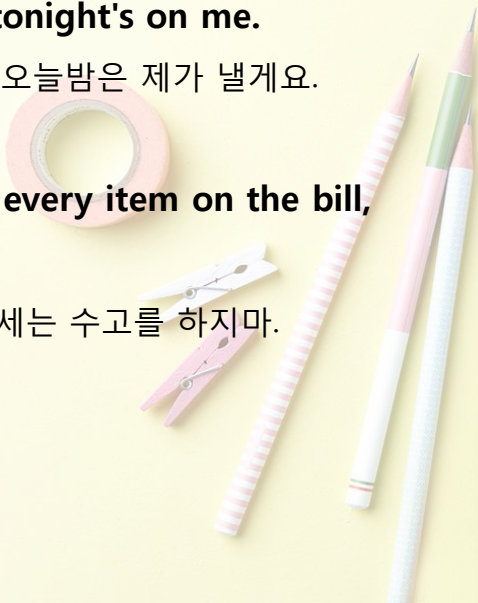 tonight's on me.
오늘밤은 제가 낼게요.
every item on the bill,
세는 수고를 하지마.